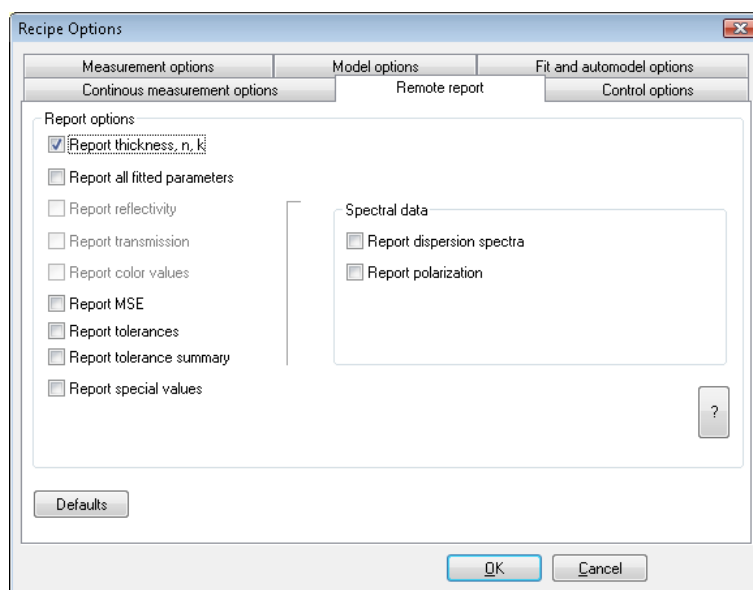 Recipe Options
Measurement options
Model options
Fit and automodel options
Continous measurement options
Remote report
Control options
Report options
Report thickness, n, k
Report all fitted parameters
Report reflectivity
Report transmission
Report color values
Report MSE
Report tolerances
Report tolerance summary
Report special values
Spectral data
Report dispersion spectra
Report polarization
?
Defaults
OK
Cancel